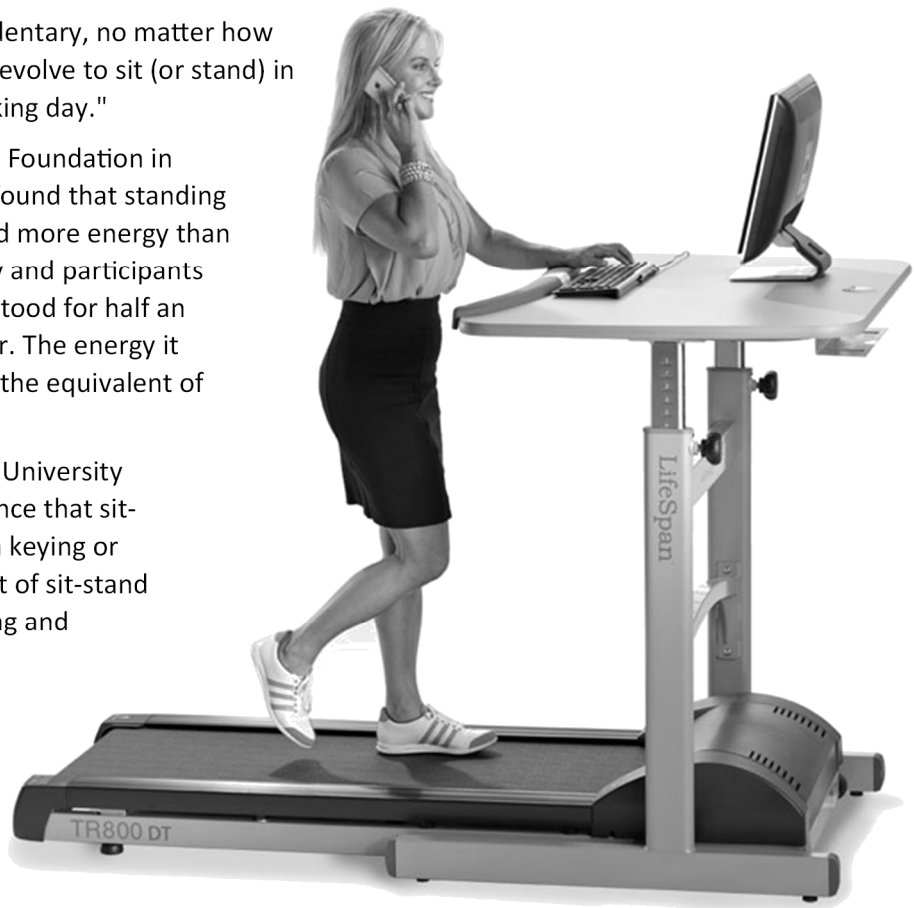 dentary, no matter how
evolve to sit (or stand) in
king day."
Foundation in
ound that standing
d more energy than
y and participants
tood for half an
r. The energy it
the equivalent of
University
nce that sit-
keying or
t of sit-stand
ng and
LifeSpan
TR800 DT